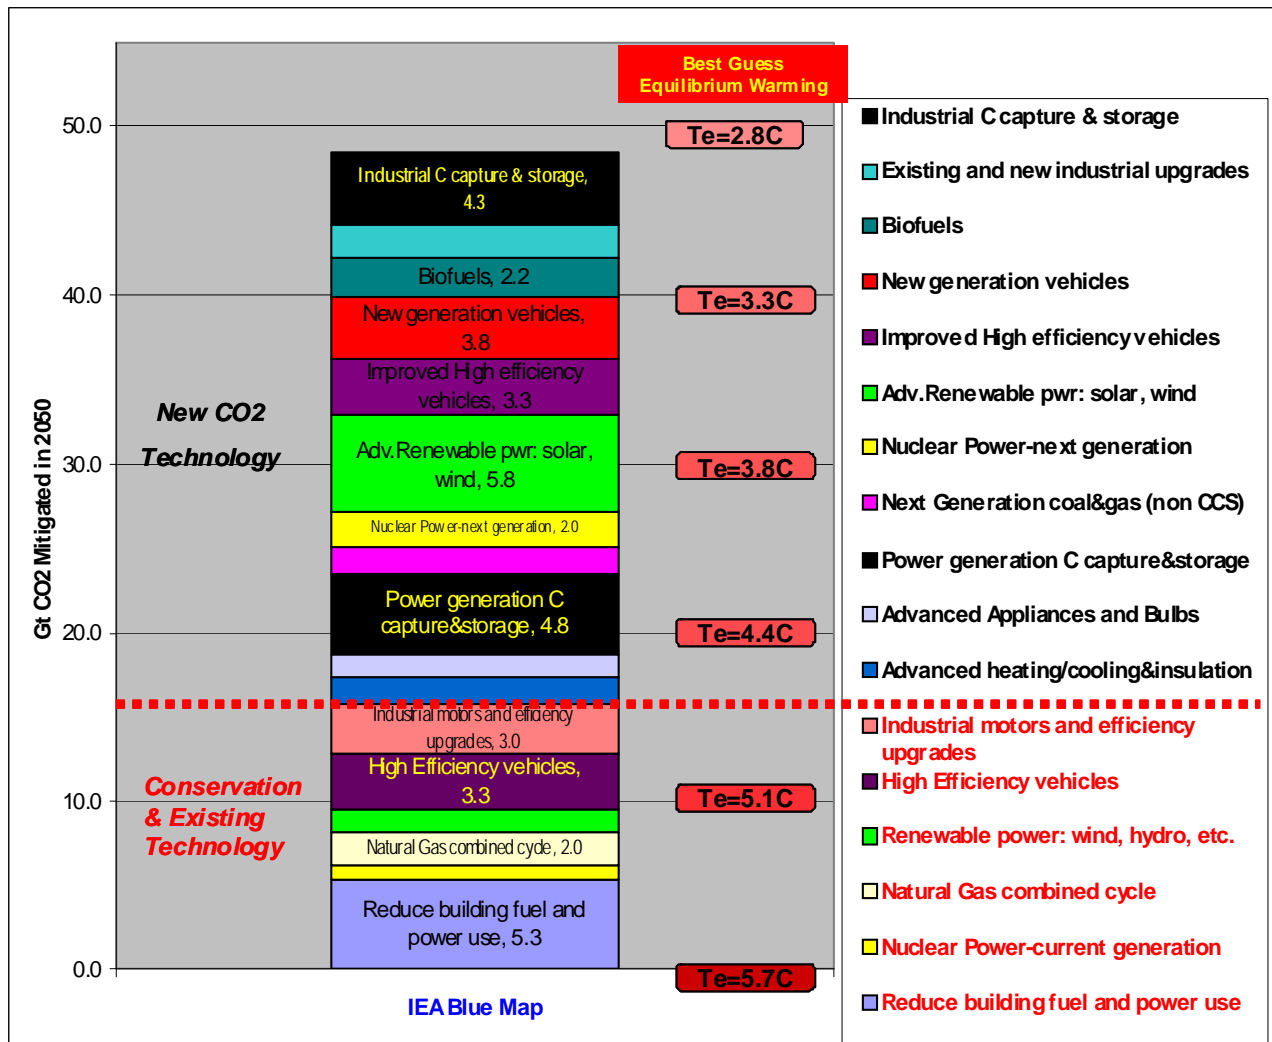 Best Guess
Equilibrium Warming
50.0
40.0
30.0
20.0
10.0
0.0
Gt CO2 Mitigated in 2050
Te=2.8C
Te=3.3C
Te=3.8C
Te=4.4C
Te=5.1C
Te=5.7C
New CO2
Technology
Conservation
& Existing
Technology
Industrial C capture & storage,
4.3
Biofuels, 2.2
New generation vehicles,
3.8
Improved High efficiency
vehicles, 3.3
Adv.Renewable pwr: solar,
wind, 5.8
Nuclear Power-next generation, 2.0
Power generation C
capture&storage, 4.8
Industrial motors and efficiency
upgrades, 3.0
High Efficiency vehicles,
3.3
Natural Gas combined cycle, 2.0
Reduce building fuel and
power use, 5.3
IEA Blue Map
Industrial C capture & storage
Existing and new industrial upgrades
Biofuels
New generation vehicles
Improved High efficiency vehicles
Adv.Renewable pwr: solar, wind
Nuclear Power-next generation
Next Generation coal&gas (non CCS)
Power generation C capture&storage
Advanced Appliances and Bulbs
Advanced heating/cooling&insulation
Industrial motors and efficiency
upgrades
High Efficiency vehicles
Renewable power: wind, hydro, etc.
Natural Gas combined cycle
Nuclear Power-current generation
Reduce building fuel and power use